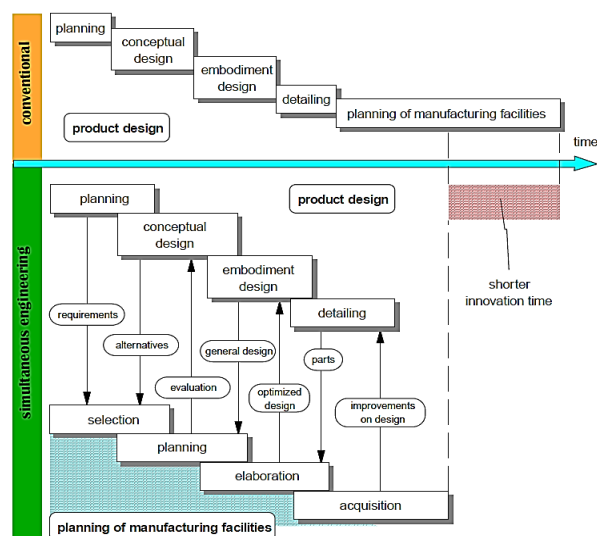 conventional
planning
conceptual
design
embodiment
design
detailing
planning of manufacturing facilities
product design
time
simultaneous engineering
planning
product design
conceptual
design
shorter
innovation time
embodiment
design
detailing
requirements
alternatives
general design
parts
evaluation
optimized
design
improvements
on design
selection
planning
elaboration
acquisition
planning of manufacturing facilities